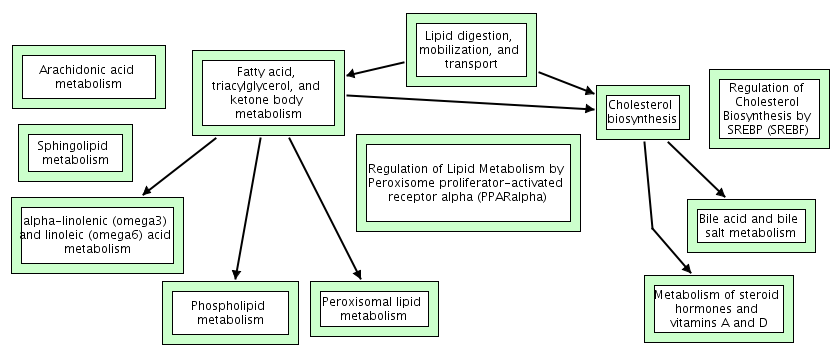 Lipid digestion,
mobilization, and
transport
Arachidonic acid
metabolism
Fatty acid,
triacylglycerol, and
ketone body
metabolism
Cholesterol
biosynthesis
Regulation of
Cholesterol
Biosynthesis by
SREBP (SREBF)
Sphingolipid
metabolism
Regulation of Lipid Metabolism by
Peroxisome proliferator-activated
receptor alpha (PPARalpha)
alpha-linolenic (omega3)
and linoleic (omega6) acid
metabolism
Bile acid and bile
salt metabolism
Phospholipid
metabolism
Peroxisomal lipid
metabolism
Metabolism of steroid
hormones and
vitamins A and D